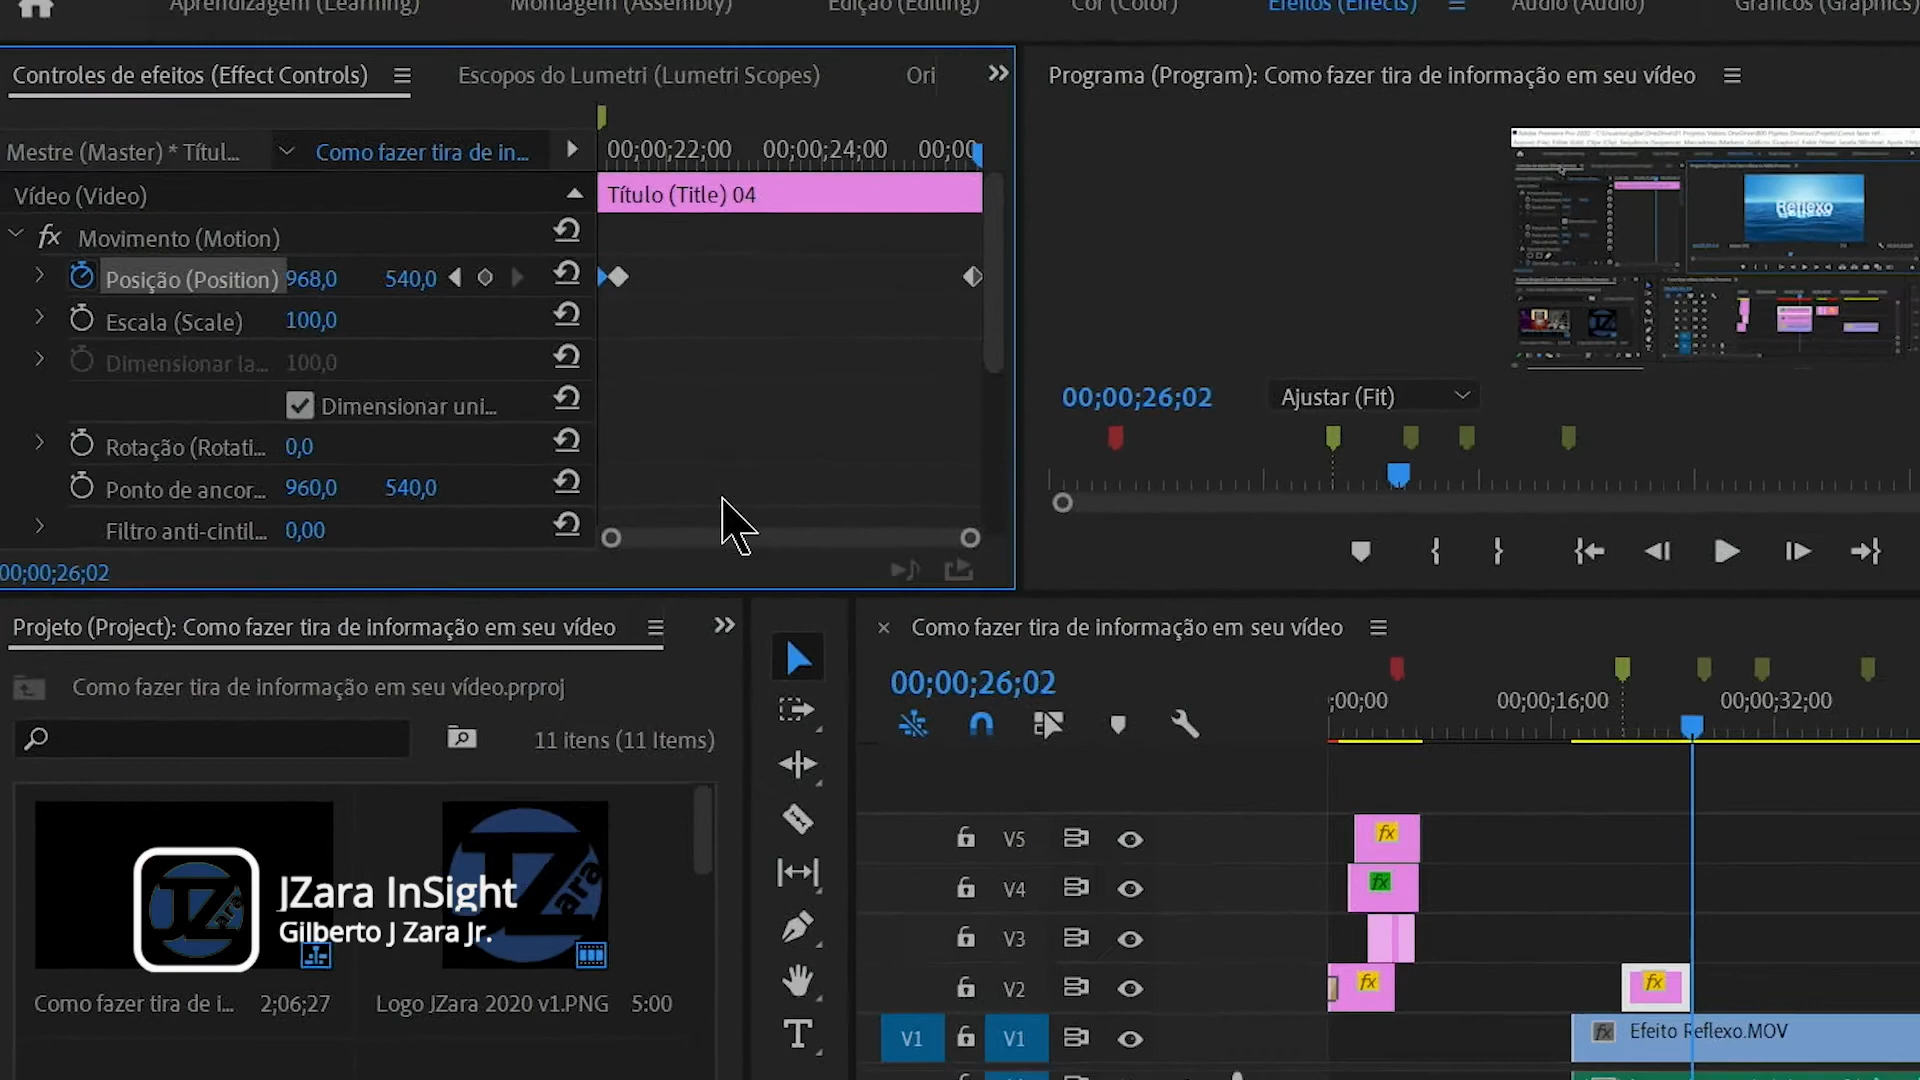 Aprendizagem (Learning)
Montagem (Assembly)
Edição (Editing)
Cor (Color)
Efeitos (Effects)
Áudio (Audio)
Gráficos (Graphics)
Controles de efeitos (Effect Controls)
Escopos do Lumetri (Lumetri Scopes)
Ori
Programa (Program): Como fazer tira de informação em seu vídeo
Mestre (Master) * Títul...
Como fazer tira de in...
00;00;22;00
00;00;24;00
00;00
Vídeo (Video)
Título (Title) 04
fx Movimento (Motion)
Posição (Position) 968,0 540,0
Escala (Scale) 100,0
Dimensionar la... 100,0
Dimensionar uni...
Rotação (Rotati... 0,0
Ponto de ancor... 960,0 540,0
Filtro anti-cintil... 0,00
00;00;26;02
Reflexo
00;00;26;02
Ajustar (Fit)
Projeto (Project): Como fazer tira de informação em seu vídeo
Como fazer tira de informação em seu vídeo.prproj
11 itens (11 Items)
JZara InSight
Gilberto J Zara Jr.
JZ
Zara
Como fazer tira de i... 2;06;27
Logo JZara 2020 v1.PNG 5:00
Como fazer tira de informação em seu vídeo
00;00;26;02
;00;00
00;00;16;00
00;00;32;00
V5
fx
V4
fx
V3
V2
fx
fx
V1
V1
fx Efeito Reflexo.MOV